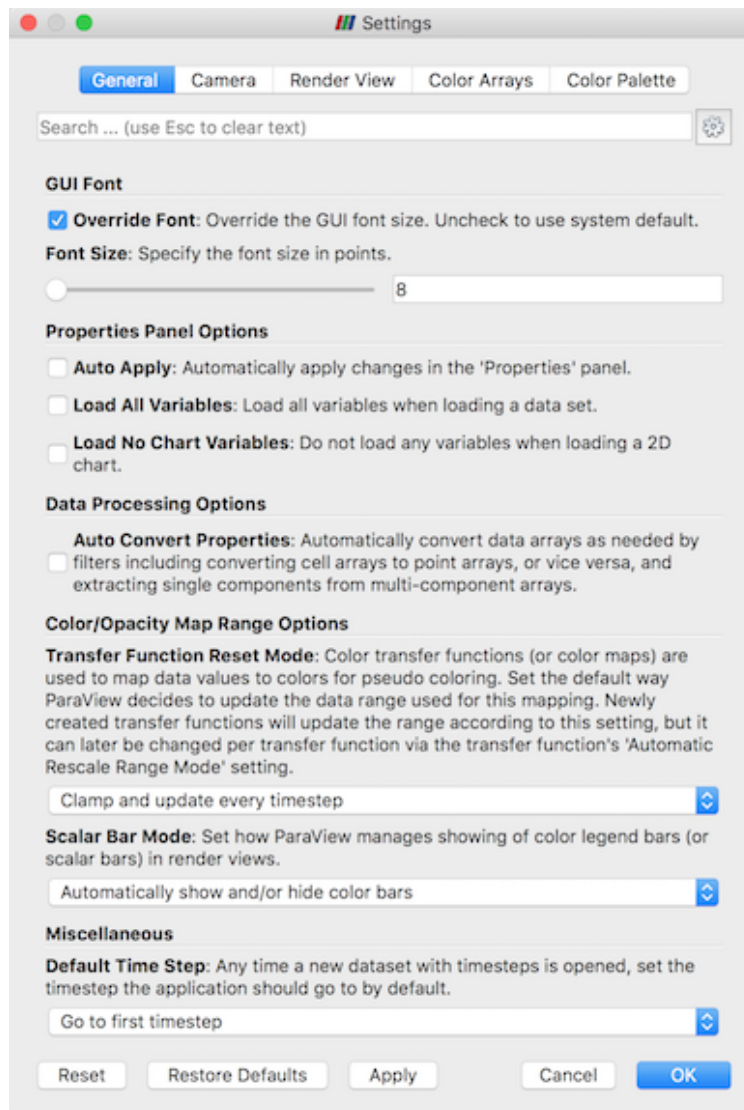 Settings
General Camera Render View Color Arrays Color Palette
Search ... (use Esc to clear text)
GUI Font
Override Font: Override the GUI font size. Uncheck to use system default.
Font Size: Specify the font size in points.
8
Properties Panel Options
Auto Apply: Automatically apply changes in the 'Properties' panel.
Load All Variables: Load all variables when loading a data set.
Load No Chart Variables: Do not load any variables when loading a 2D
chart.
Data Processing Options
Auto Convert Properties: Automatically convert data arrays as needed by
filters including converting cell arrays to point arrays, or vice versa, and
extracting single components from multi-component arrays.
Color/Opacity Map Range Options
Transfer Function Reset Mode: Color transfer functions (or color maps) are
used to map data values to colors for pseudo coloring. Set the default way
ParaView decides to update the data range used for this mapping. Newly
created transfer functions will update the range according to this setting, but it
can later be changed per transfer function via the transfer function's 'Automatic
Rescale Range Mode' setting.
Clamp and update every timestep
Scalar Bar Mode: Set how ParaView manages showing of color legend bars (or
scalar bars) in render views.
Automatically show and/or hide color bars
Miscellaneous
Default Time Step: Any time a new dataset with timesteps is opened, set the
timestep the application should go to by default.
Go to first timestep
Reset Restore Defaults Apply Cancel OK